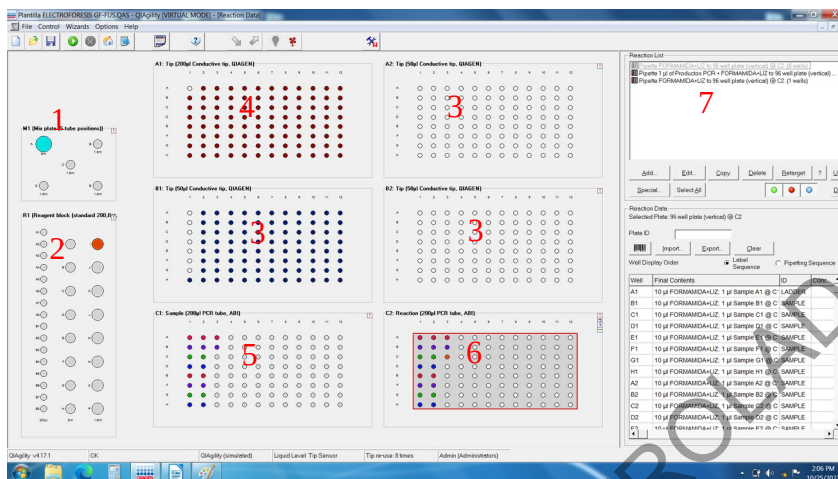 Plantilla ELECTROFORESIS GF-FUS.QAS - QIAgility [VIRTUAL MODE] - [Reaction Data]
File Control Wizards Options Help
A1: Tip (200µl Conductive tip, QIAGEN)
A2: Tip (50µl Conductive tip, QIAGEN)
4
3
1
M1 (Mix plate
B1: Tip (50µl Conductive tip, QIAGEN)
B2: Tip (50µl Conductive tip, QIAGEN)
3
3
R1 (Reagent block (standard 200,
2
C1: Sample (200µl PCR tube, ABI)
C2: Reaction (200µl PCR tube, ABI)
5
6
Reaction List
Pipette FORMAMIDA+LIZ to 96 well plate (vertical) @ C2. (0 wells)
Pipette 1 µl of Productos PCR + FORMAMIDA+LIZ to 96 well plate (vertical) ...
Pipette FORMAMIDA+LIZ to 96 well plate (vertical) @ C2. (1 wells)
7
Add... Edit... Copy Delete Retarget ? U
Special... Select All D
Reaction Data
Selected Plate: 96 well plate (vertical) @ C2
Plate ID
Import... Export... Clear
Well Display Order Label Sequence Pipetting Sequence
Well Final Contents ID Conc.
A1 10 µl FORMAMIDA+LIZ, 1 µl Sample A1 @ C LADDER
B1 10 µl FORMAMIDA+LIZ, 1 µl Sample B1 @ C SAMPLE
C1 10 µl FORMAMIDA+LIZ, 1 µl Sample C1 @ C SAMPLE
D1 10 µl FORMAMIDA+LIZ, 1 µl Sample D1 @ C SAMPLE
E1 10 µl FORMAMIDA+LIZ, 1 µl Sample E1 @ C SAMPLE
F1 10 µl FORMAMIDA+LIZ, 1 µl Sample F1 @ C SAMPLE
G1 10 µl FORMAMIDA+LIZ, 1 µl Sample G1 @ C SAMPLE
H1 10 µl FORMAMIDA+LIZ, 1 µl Sample H1 @ C SAMPLE
A2 10 µl FORMAMIDA+LIZ, 1 µl Sample A2 @ C SAMPLE
B2 10 µl FORMAMIDA+LIZ, 1 µl Sample B2 @ C SAMPLE
C2 10 µl FORMAMIDA+LIZ, 1 µl Sample C2 @ C SAMPLE
D2 10 µl FORMAMIDA+LIZ, 1 µl Sample D2 @ C SAMPLE
E2 10 µl FORMAMIDA+LIZ, 1 µl Sample E2 @ C SAMPLE
QIAgility v4.17.1 OK QIAgility (simulated) Liquid Level: Tip Sensor Tip re-use: 8 times Admin (Administrators)
2:06 PM
ROLAD